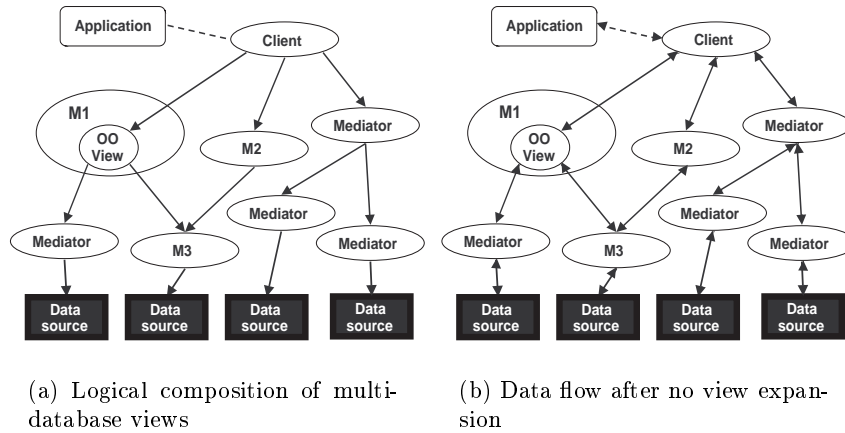 Application
Client
M1
OO
View
M2
Mediator
Mediator
Mediator
M3
Mediator
Data
source
Data
source
Data
source
Data
source
(a) Logical composition of multi-
database views
Application
Client
M1
OO
View
M2
Mediator
Mediator
Mediator
M3
Mediator
Data
source
Data
source
Data
source
Data
source
(b) Data flow after no view expan-
sion